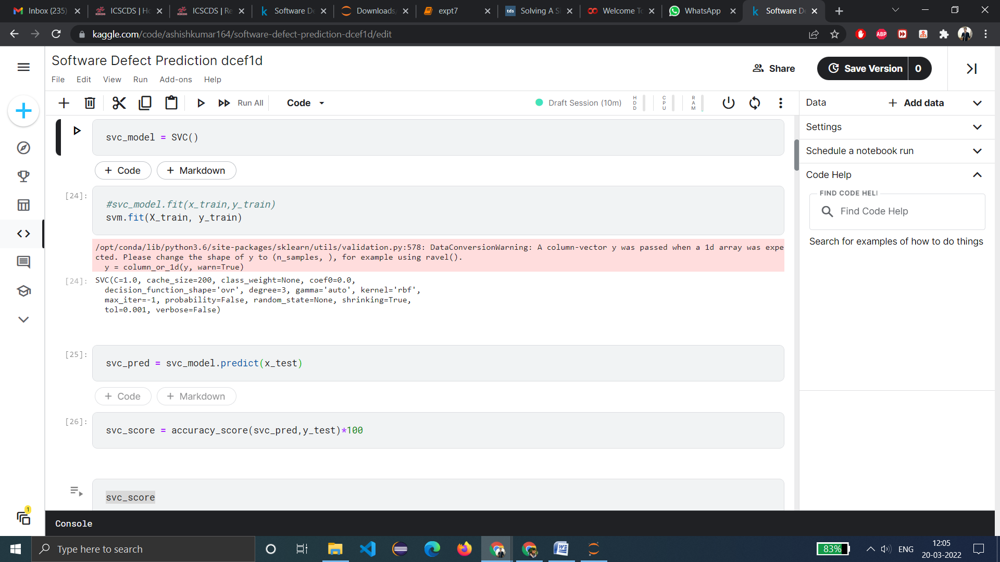 Inbox (235)
ICSCDS | Ho
ICSCDS | Re
Software De
Downloads/
expt7
tds
Solving A Si
Welcome To
WhatsApp
Software De
kaggle.com/code/ashishkumar164/software-defect-prediction-dcef1d/edit
ABP
Software Defect Prediction dcef1d
File Edit View Run Add-ons Help
Share
Save Version 0
Run All
Code
Draft Session (10m)
HDD
CPU
RAM
Data
Add data
Settings
Schedule a notebook run
Code Help
FIND CODE HEL
Find Code Help
Search for examples of how to do things
svc_model = SVC()
+ Code + Markdown
[24]:
#svc_model.fit(x_train,y_train)
svm.fit(X_train, y_train)
/opt/conda/lib/python3.6/site-packages/sklearn/utils/validation.py:578: DataConversionWarning: A column-vector y was passed when a 1d array was expe
cted. Please change the shape of y to (n_samples, ), for example using ravel().
y = column_or_1d(y, warn=True)
[24]:
SVC(C=1.0, cache_size=200, class_weight=None, coef0=0.0,
decision_function_shape='ovr', degree=3, gamma='auto', kernel='rbf',
max_iter=-1, probability=False, random_state=None, shrinking=True,
tol=0.001, verbose=False)
[25]:
svc_pred = svc_model.predict(x_test)
+ Code + Markdown
[26]:
svc_score = accuracy_score(svc_pred,y_test)*100
svc_score
1
Console
Type here to search
83%
ENG
12:05
20-03-2022